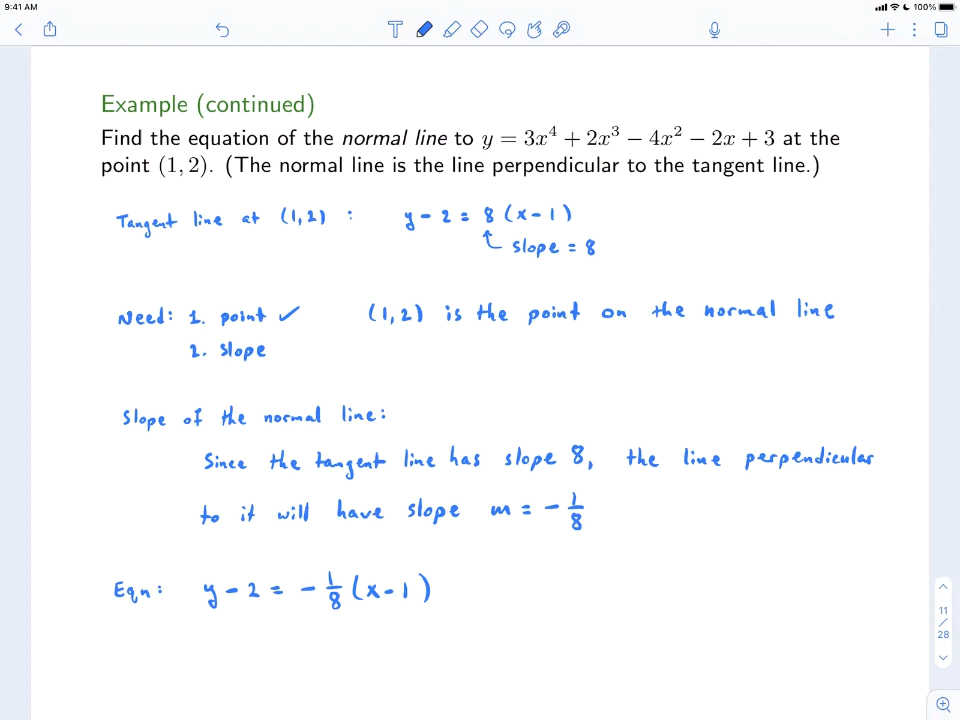 9:41 AM
100%
Example (continued)
Find the equation of the normal line to y = 3x⁴ + 2x³ − 4x² − 2x + 3 at the
point (1, 2). (The normal line is the line perpendicular to the tangent line.)
Tangent line at (1,2) : y - 2 = 8 (x - 1)
slope = 8
Need: 1. point ✓ (1,2) is the point on the normal line
2. slope
Slope of the normal line:
Since the tangent line has slope 8, the line perpendicular
to it will have slope m = - 1/8
Eqn: y - 2 = - 1/8 (x - 1)
11
/
28